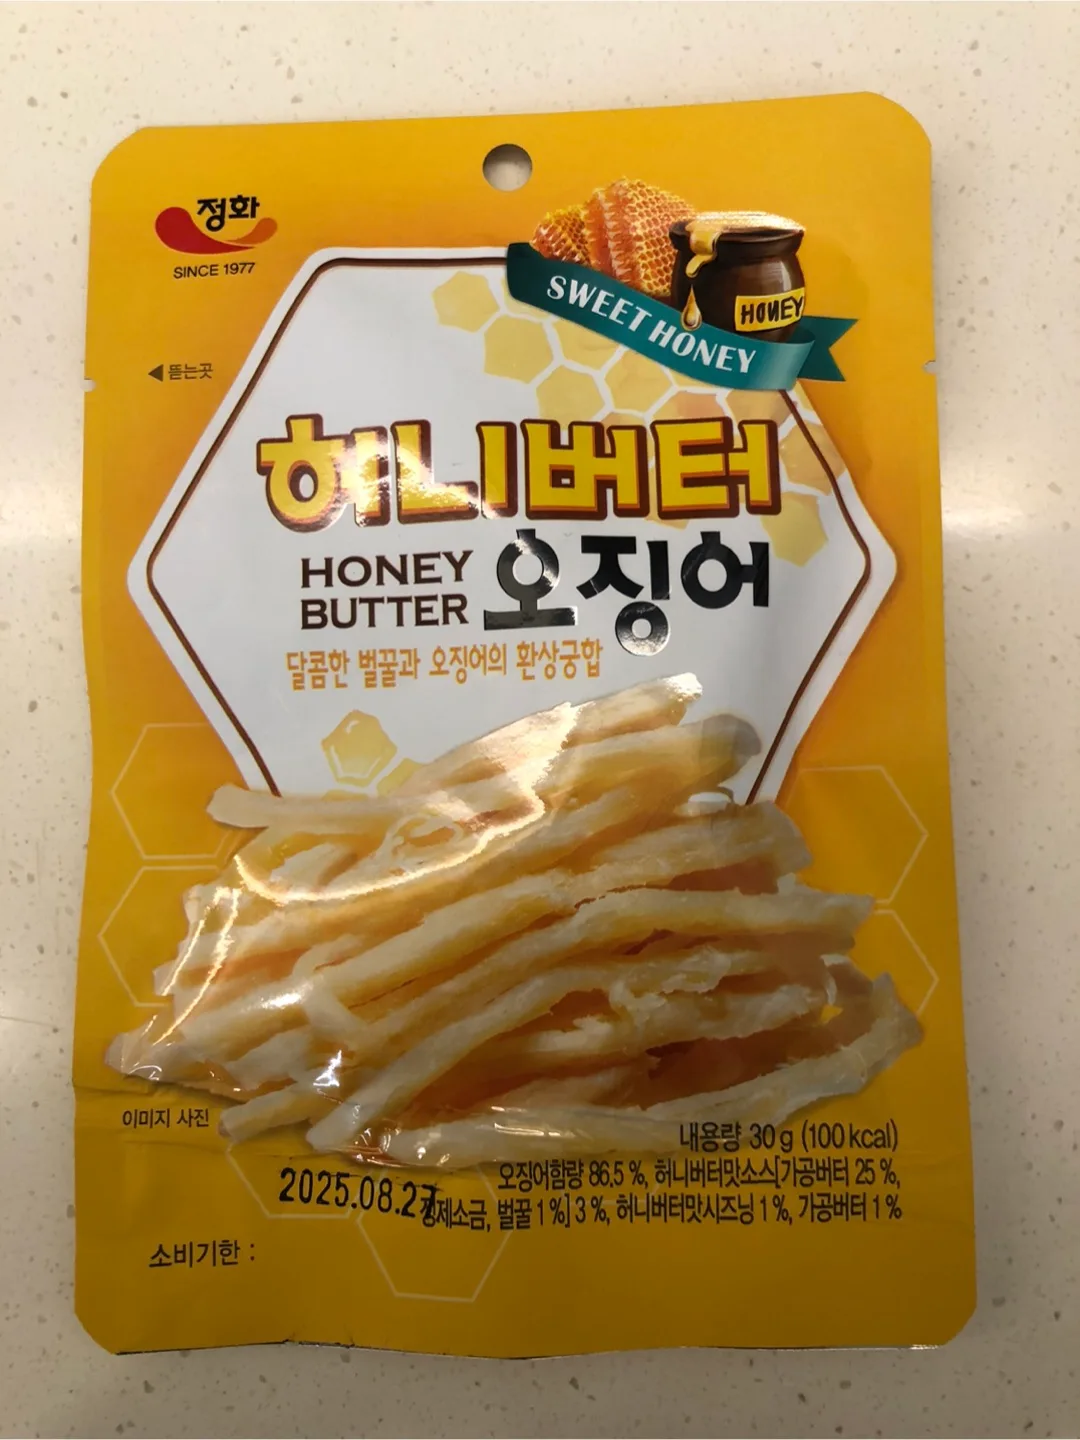 정화
SINCE 1977
SWEET HONEY
HONEY
◀ 뜯는곳
허니버터
HONEY
BUTTER
오징어
달콤한 벌꿀과 오징어의 환상궁합
이미지 사진
내용량 30 g (100 kcal)
오징어함량 86.5 %, 허니버터맛소스[가공버터 25 %,
정제소금, 벌꿀 1 %] 3 %, 허니버터맛시즈닝 1 %, 가공버터 1 %
2025.08.27
소비기한 :